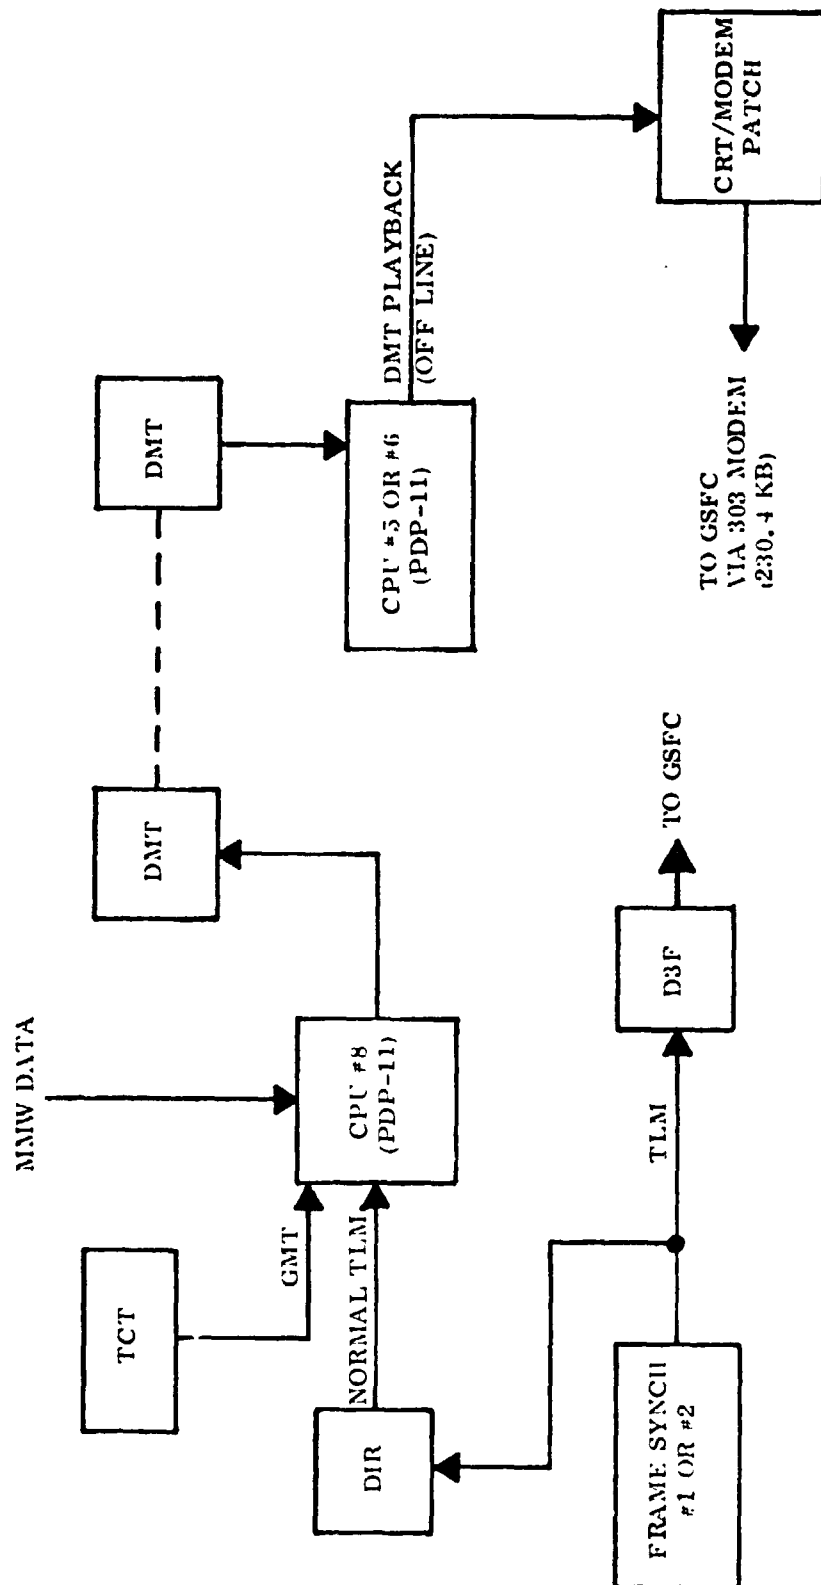 MMW DATA
TCT
GMT
DIR
NORMAL TLM
CPU #8
(PDP-11)
DMT
DMT
CPU #5 OR #6
(PDP-11)
DMT PLAYBACK
(OFF LINE)
CRT/MODEM
PATCH
TO GSFC
VIA 303 MODEM
(230.4 KB)
FRAME SYNCH
#1 OR #2
TLM
D3F
TO GSFC